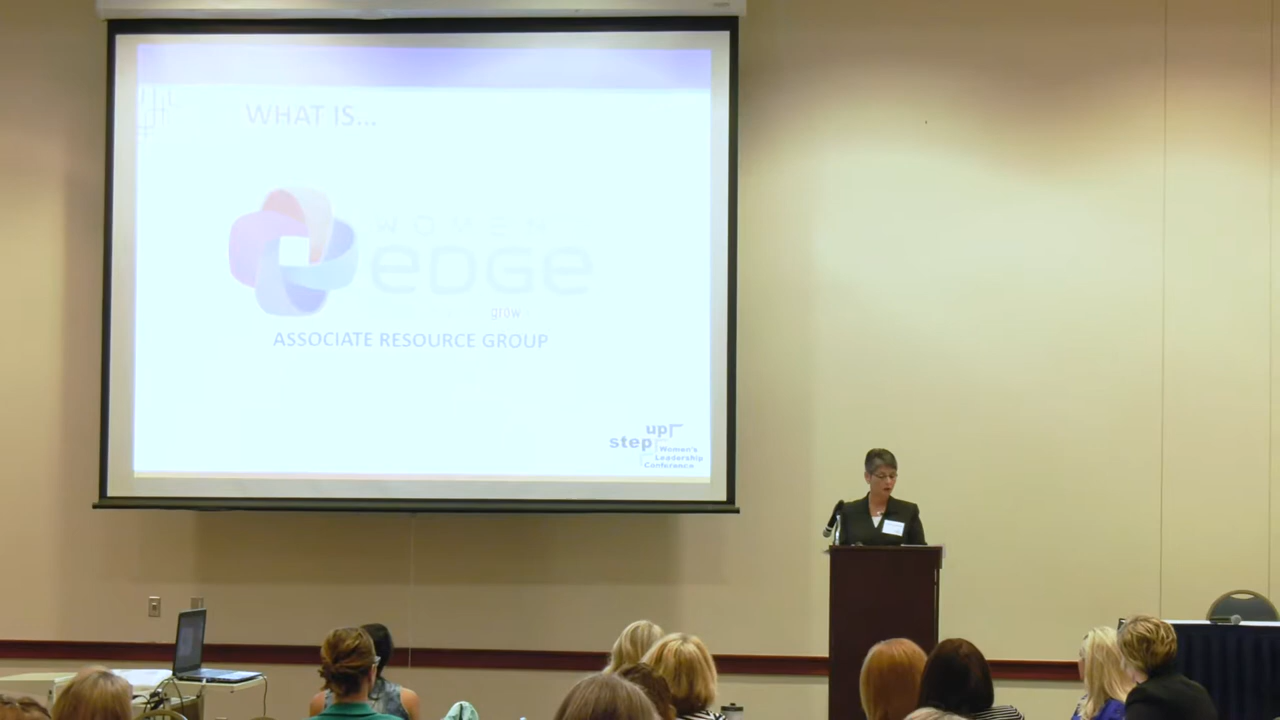 WHAT IS...
WOMEN
eDGe
grow
ASSOCIATE RESOURCE GROUP
up
step
Women's
Leadership
Conference